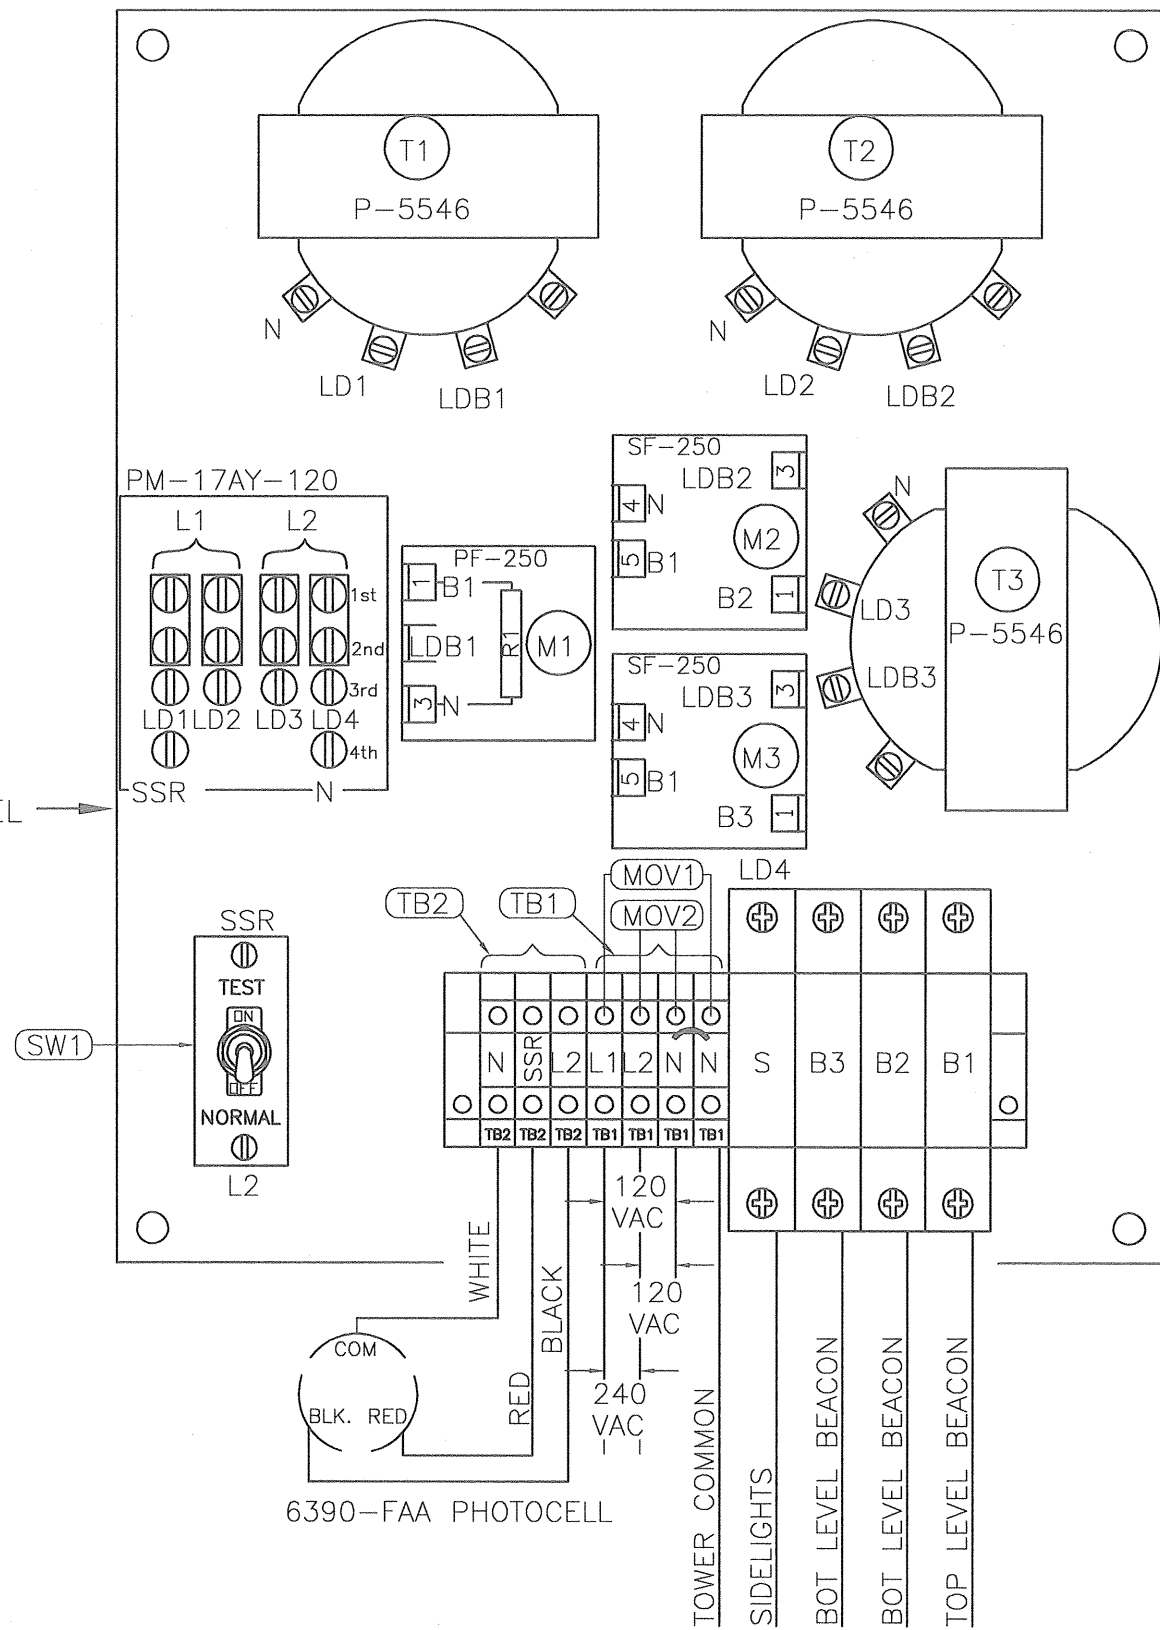 T1
P-5546
T2
P-5546
N
LD1
LDB1
N
LD2
LDB2
PM-17AY-120
L1
L2
1st
2nd
3rd
LD1 LD2 LD3 LD4
4th
SSR
N
PF-250
1
B1
LDB1
R1
M1
3
N
SF-250
LDB2
3
4
N
M2
5
B1
B2
1
SF-250
LDB3
3
4
N
M3
5
B1
B3
1
N
T3
LD3
P-5546
LDB3
EL
LD4
MOV1
TB2
TB1
MOV2
SSR
TEST
ON
OFF
NORMAL
L2
SW1
N SSR L2 L1 L2 N N S B3 B2 B1
TB2 TB2 TB2 TB1 TB1 TB1 TB1
120
VAC
120
VAC
240
VAC
WHITE
RED
BLACK
COM
BLK. RED
6390-FAA PHOTOCELL
TOWER COMMON
SIDELIGHTS
BOT LEVEL BEACON
BOT LEVEL BEACON
TOP LEVEL BEACON